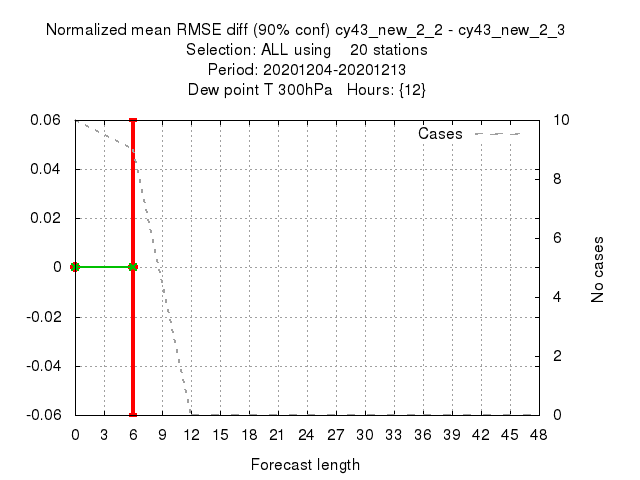 Normalized mean RMSE diff (90% conf) cy43_new_2_2 - cy43_new_2_3
Selection: ALL using    20 stations
Period: 20201204-20201213
Dew point T 300hPa   Hours: {12}
Cases
0.06
0.04
0.02
0
-0.02
-0.04
-0.06
10
8
6
4
2
0
No cases
0 3 6 9 12 15 18 21 24 27 30 33 36 39 42 45 48
Forecast length